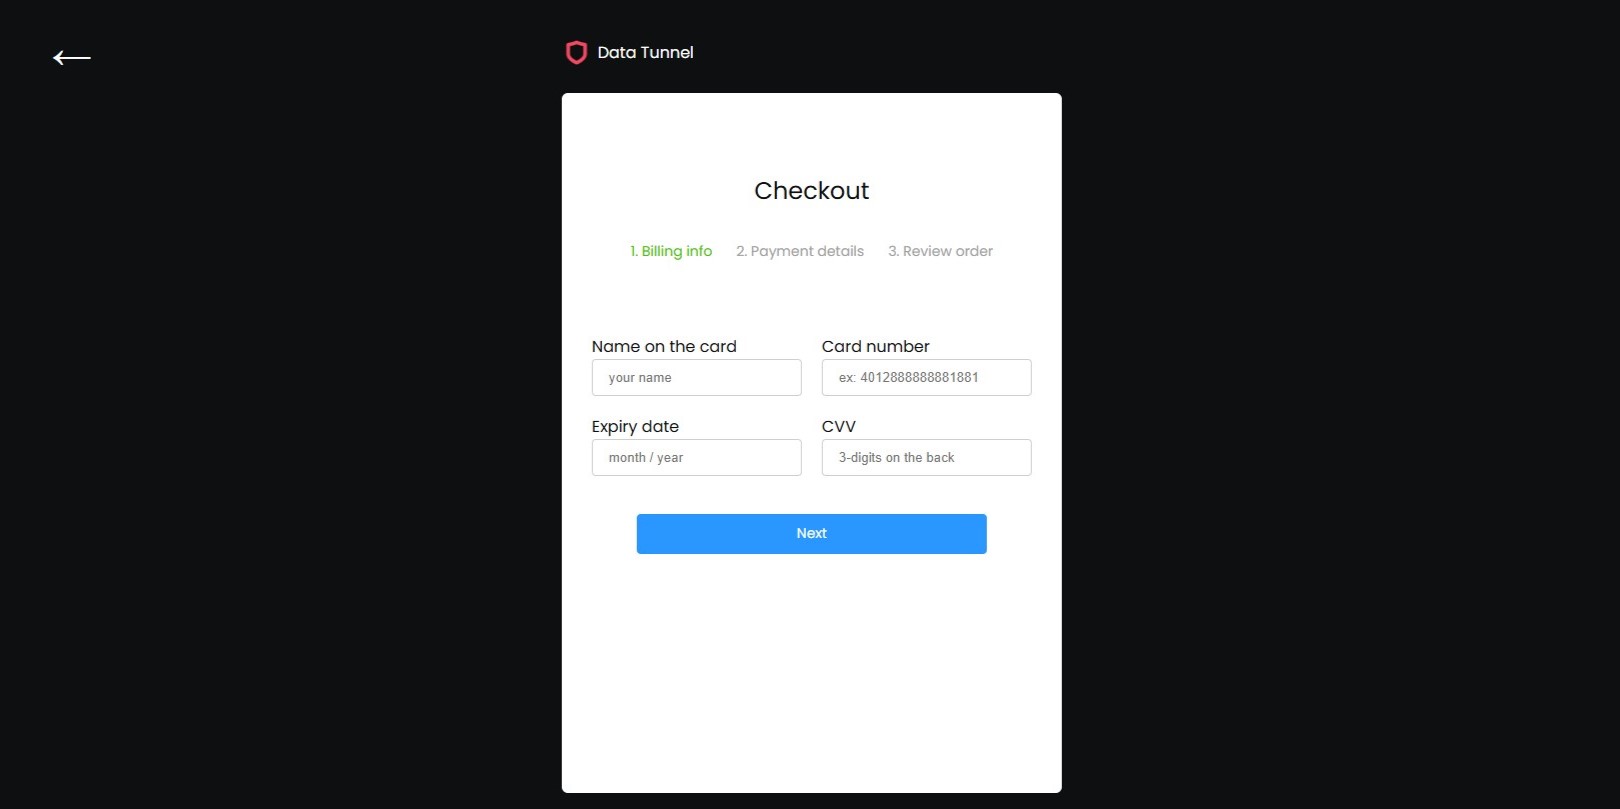 Data Tunnel
Checkout
1. Billing info 2. Payment details 3. Review order
Name on the card Card number
your name ex: 4012888888881881
Expiry date CVV
month / year 3-digits on the back
Next